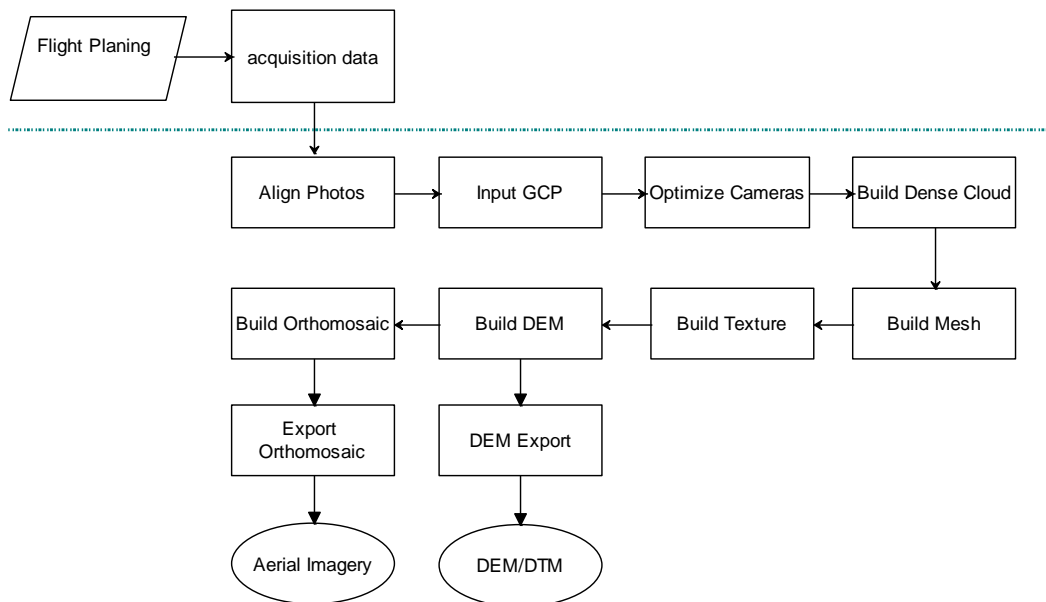 Flight Planing
acquisition data
Align Photos
Input GCP
Optimize Cameras
Build Dense Cloud
Build Orthomosaic
Build DEM
Build Texture
Build Mesh
Export
Orthomosaic
DEM Export
Aerial Imagery
DEM/DTM